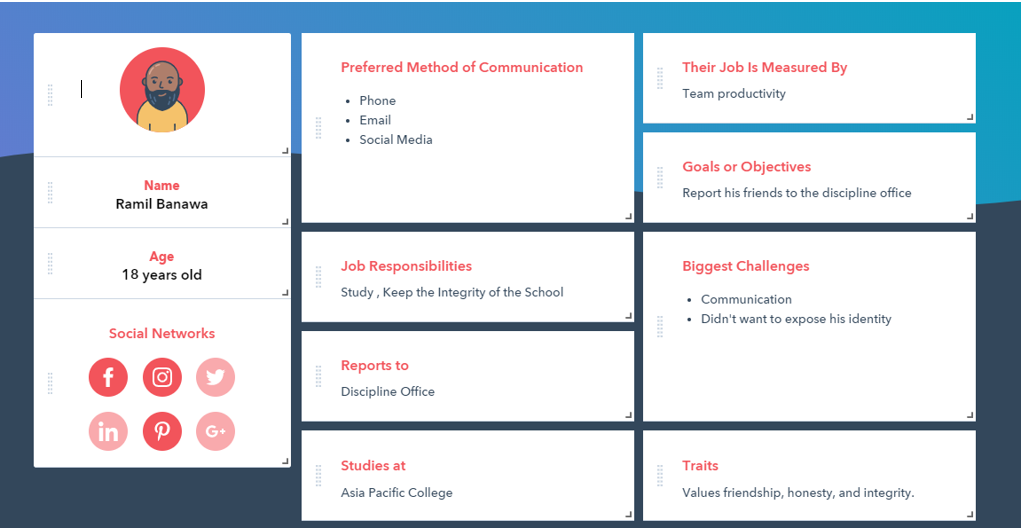 Name
Ramil Banawa
Age
18 years old
Social Networks
f
in
G+
Preferred Method of Communication
Phone
Email
Social Media
Job Responsibilities
Study , Keep the Integrity of the School
Reports to
Discipline Office
Studies at
Asia Pacific College
Their Job Is Measured By
Team productivity
Goals or Objectives
Report his friends to the discipline office
Biggest Challenges
Communication
Didn't want to expose his identity
Traits
Values friendship, honesty, and integrity.